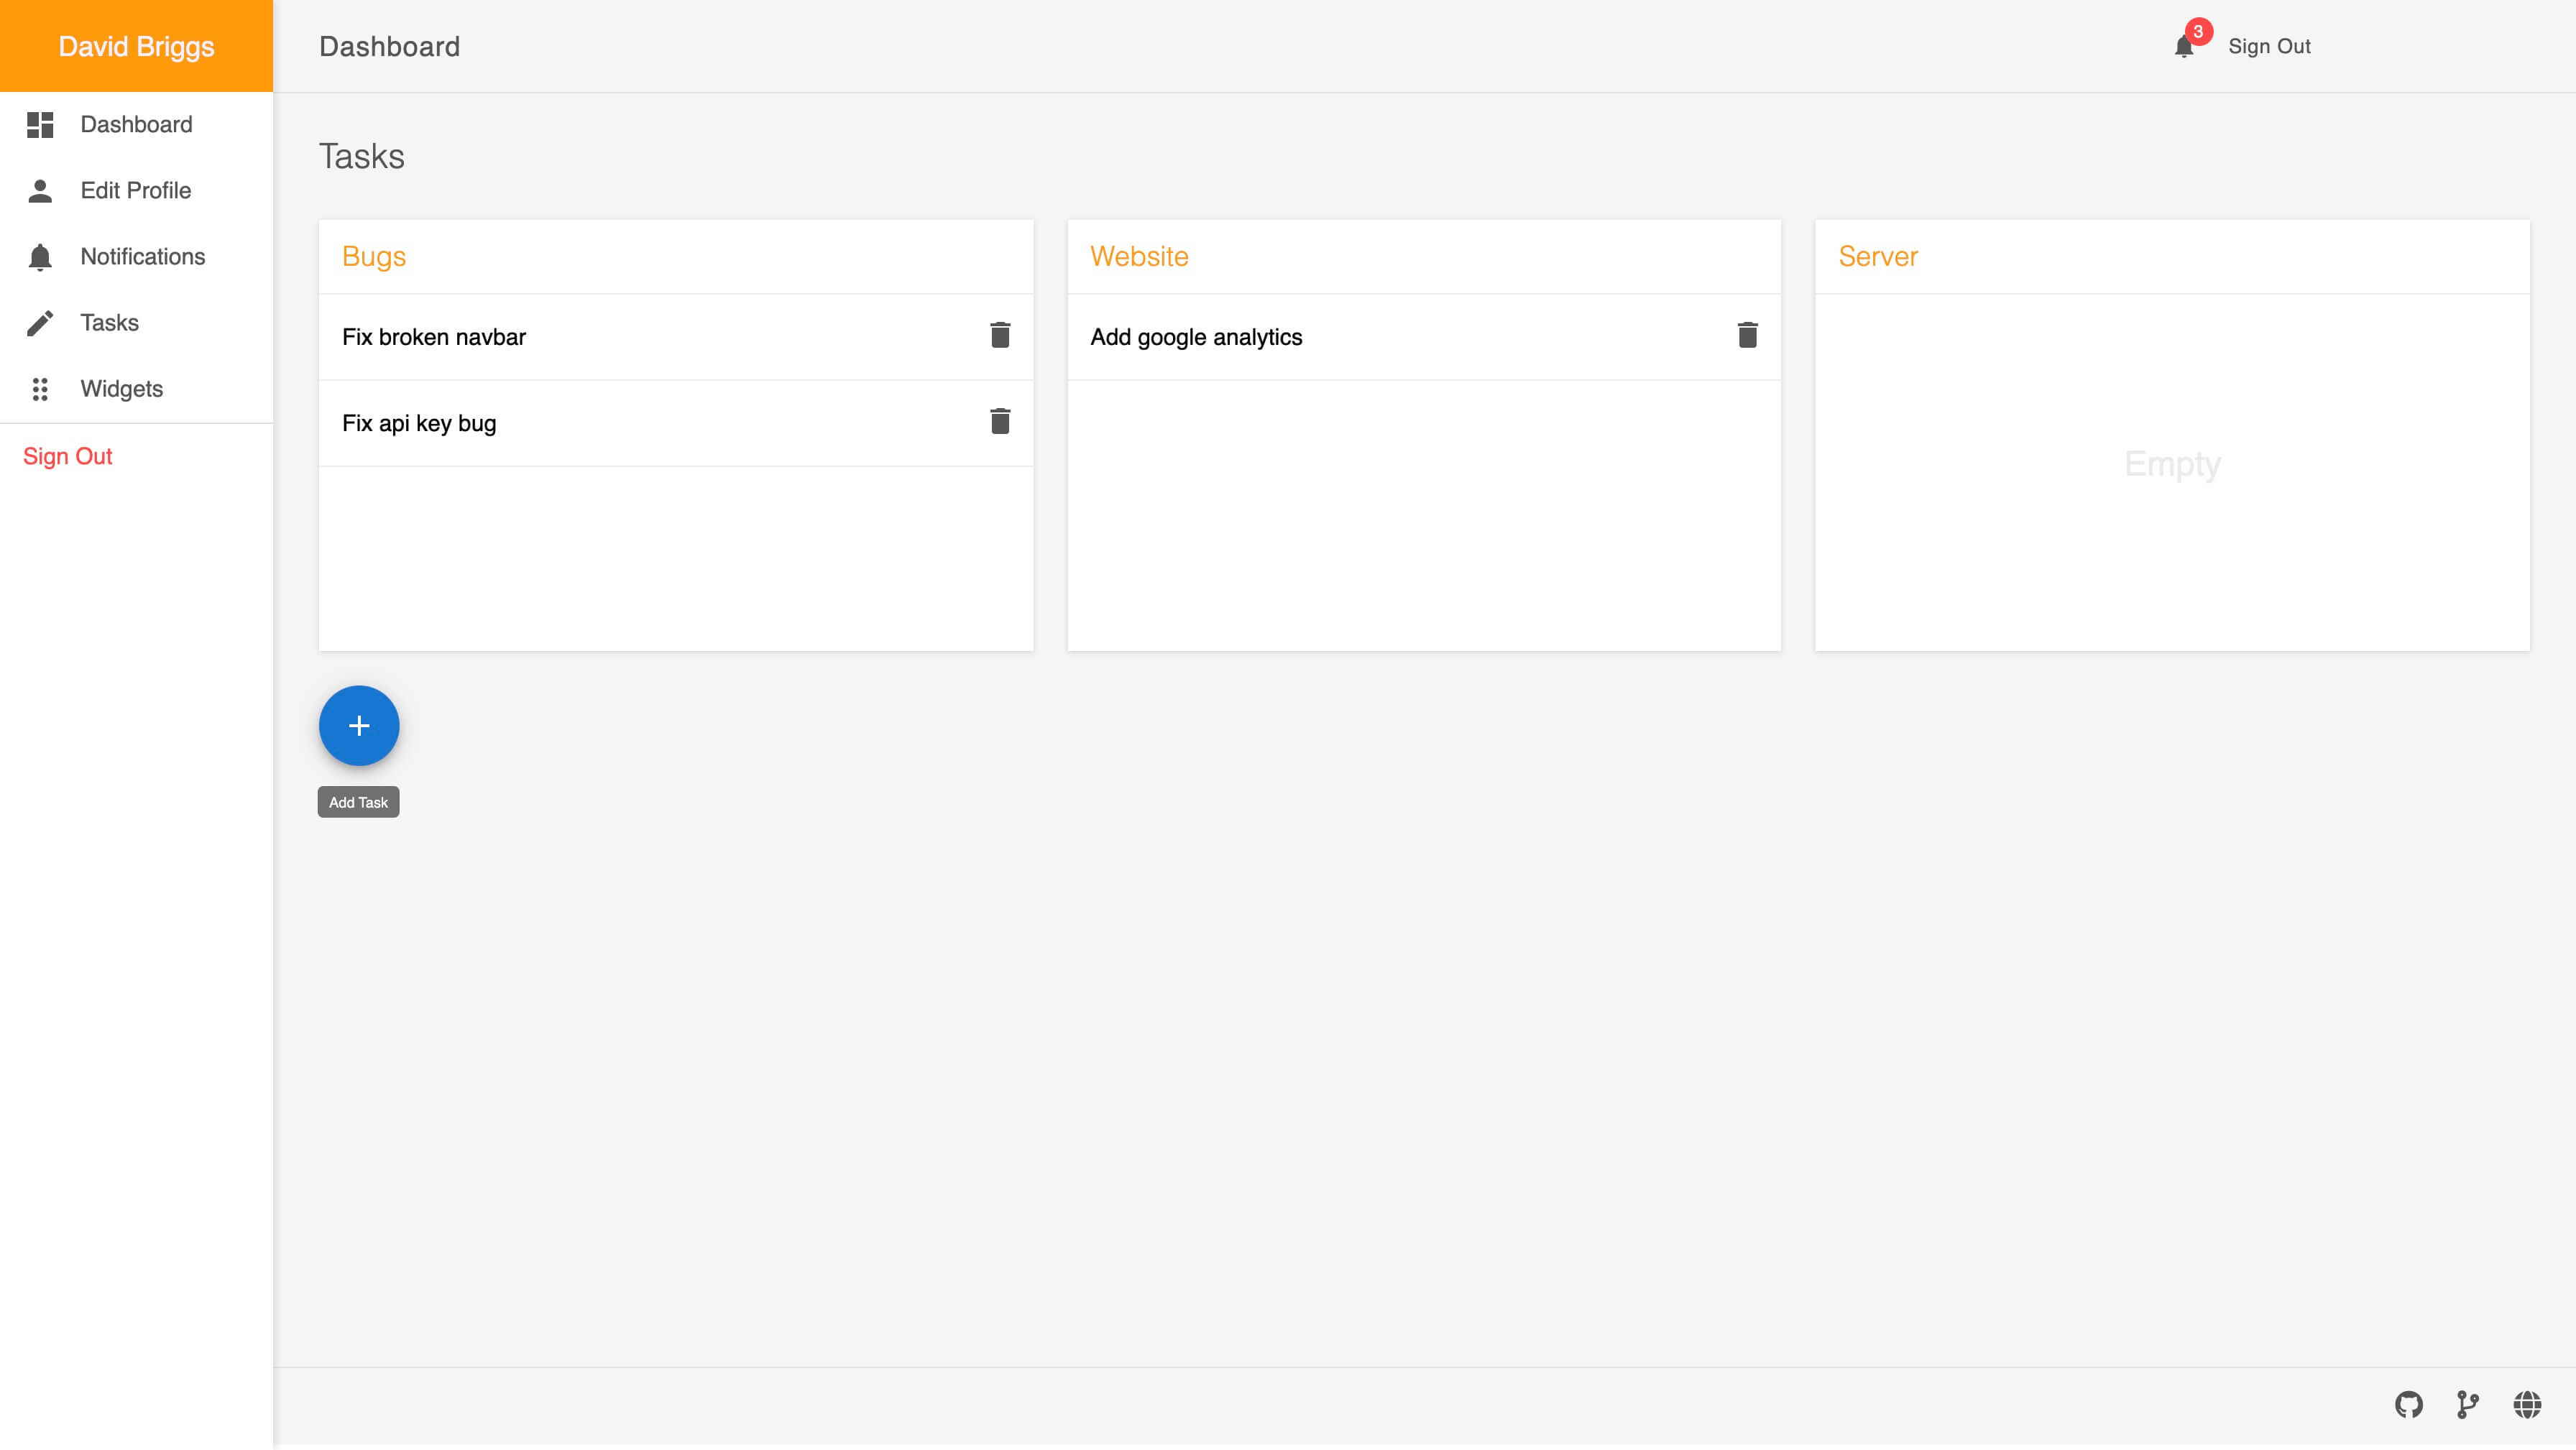 David Briggs
Dashboard
3
Sign Out
Dashboard
Edit Profile
Notifications
Tasks
Widgets
Sign Out
Tasks
Bugs
Fix broken navbar
Fix api key bug
Website
Add google analytics
Server
Empty
Add Task